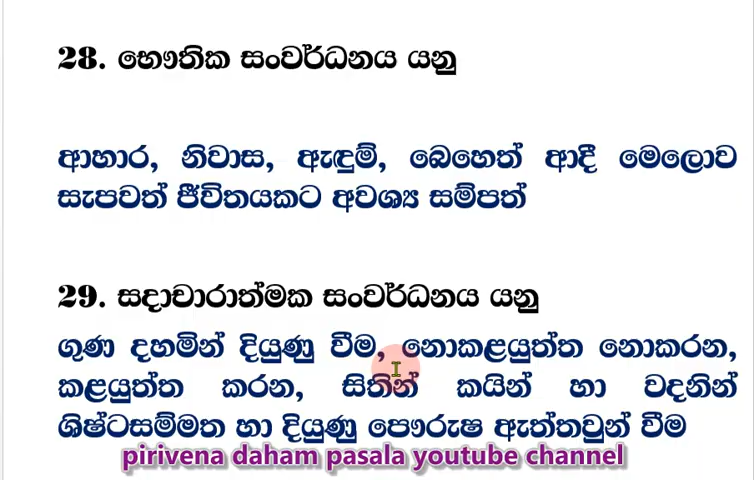 28. භෞතික සංවර්ධනය යනු
ආහාර, නිවාස, ඇඳුම්, බෙහෙත් ආදී මෙලොව
සැපවත් ජීවිතයකට අවශ්‍ය සම්පත්
29. සදාචාරාත්මක සංවර්ධනය යනු
ගුණ දහමින් දියුණු වීම, නොකළයුත්ත නොකරන,
කළයුත්ත කරන, සිතින් කයින් හා වදනින්
ශිෂ්ටසම්මත හා දියුණු පෞරුෂ ඇත්තවුන් වීම
pirivena daham pasala youtube channel